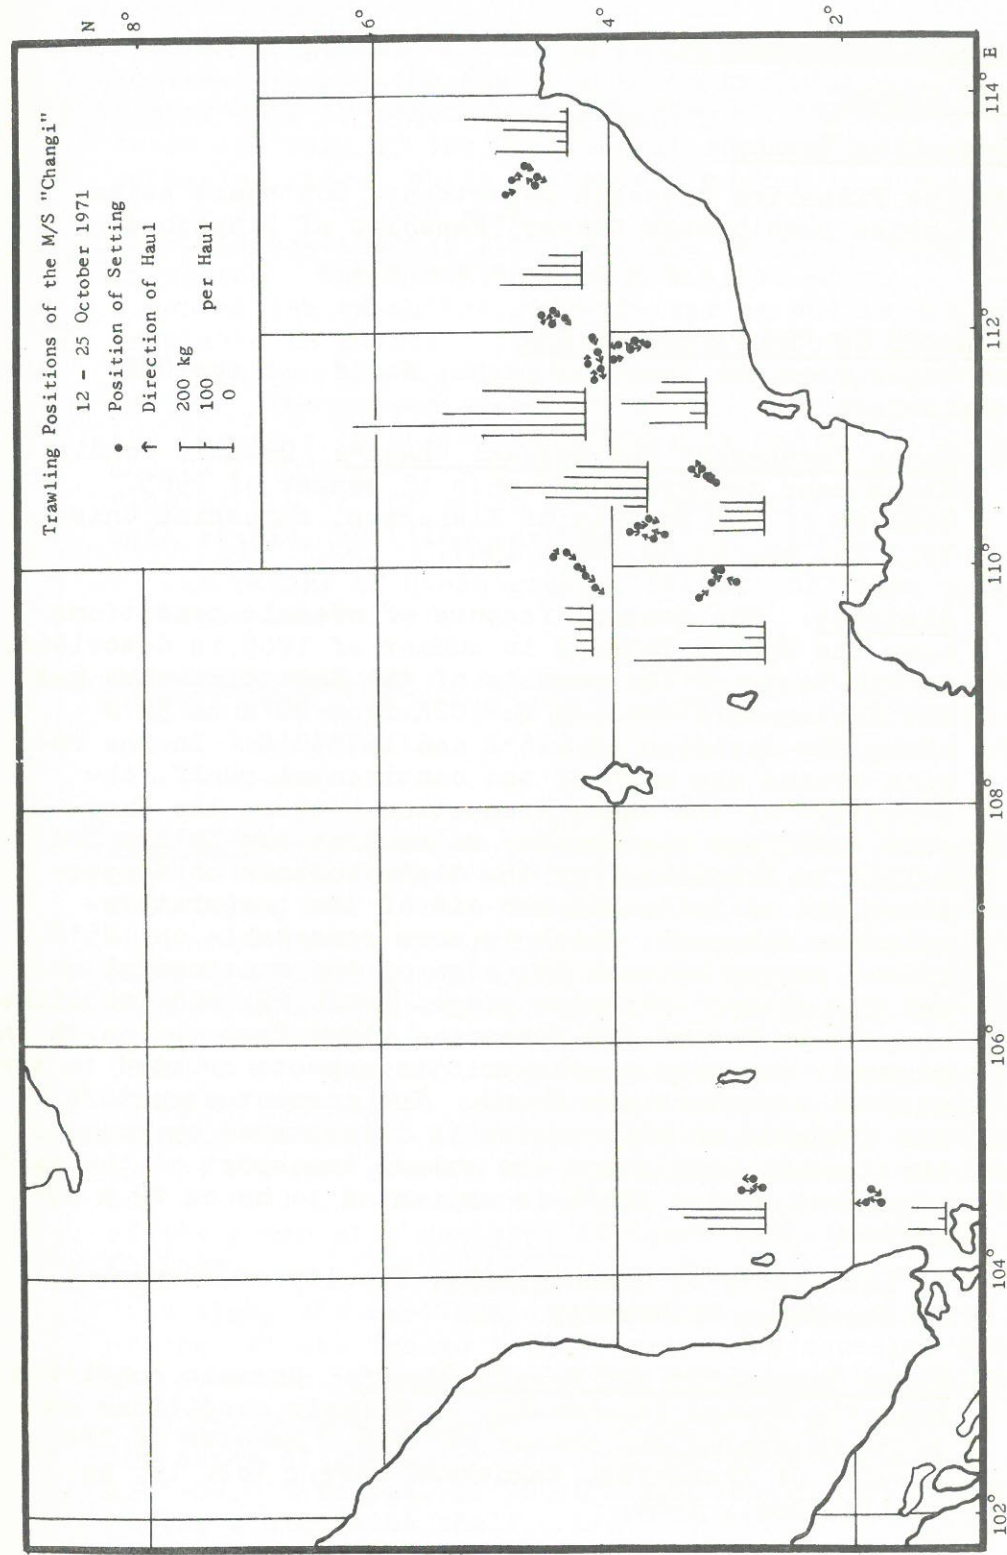 Trawling Positions of the M/S "Changi"
12 - 25 October 1971
• Position of Setting
↑ Direction of Haul
200 kg
100 per Haul
0
N
8°
6°
4°
2°
102°
104°
106°
108°
110°
112°
114° E